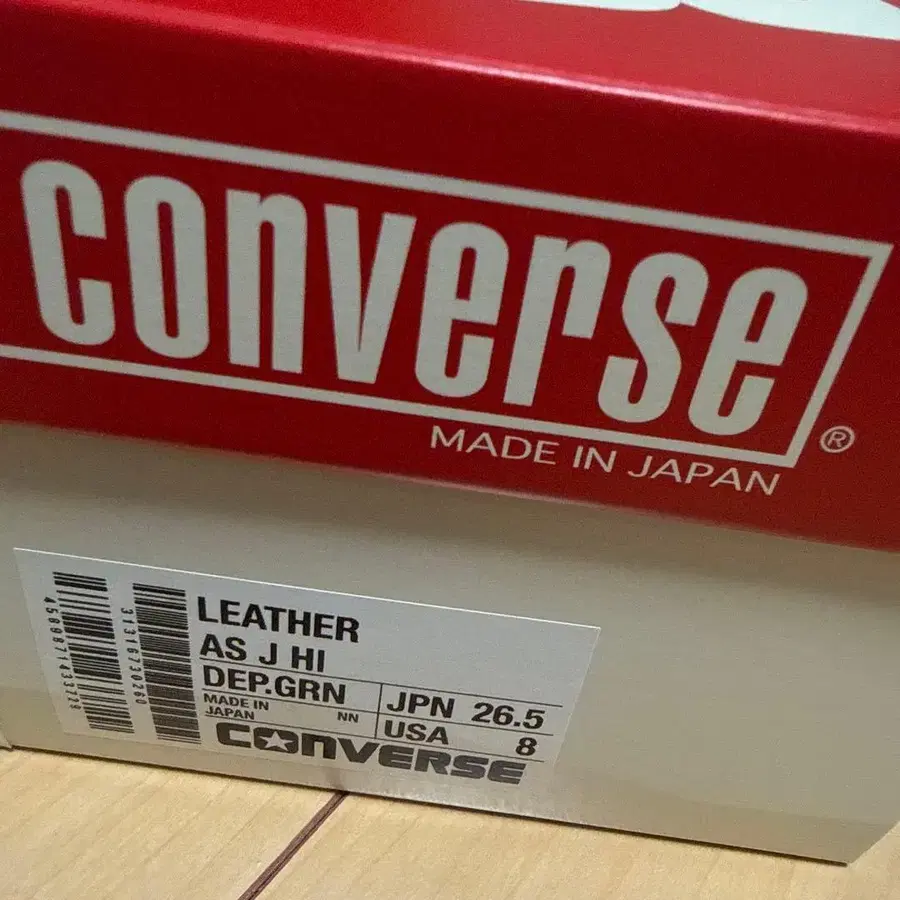 converse
®
MADE IN JAPAN
LEATHER
AS J HI
DEP.GRN
JPN 26.5
MADE IN
JAPAN NN
USA 8
CONVERSE
31316730260